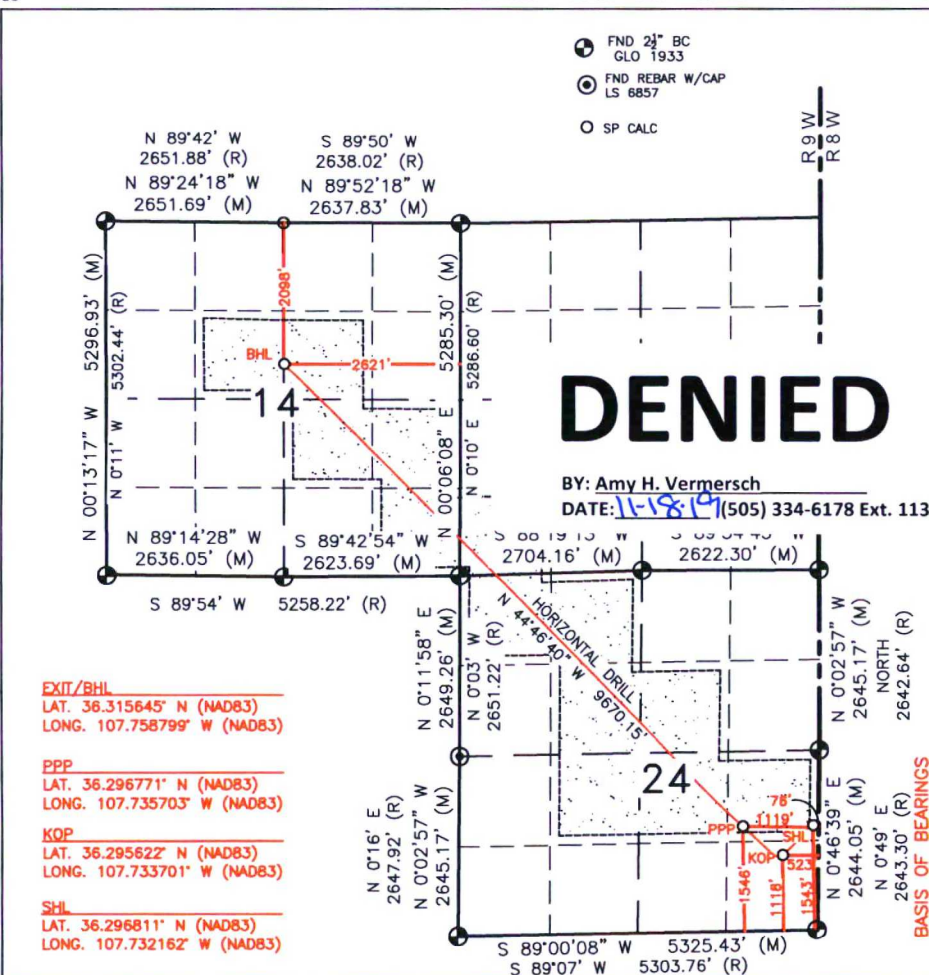 FND 2½" BC
GLO 1933
FND REBAR W/CAP
LS 6857
SP CALC
R 9 W
R 8 W
N 89°42' W
2651.88' (R)
N 89°24'18" W
2651.69' (M)
S 89°50' W
2638.02' (R)
N 89°52'18" W
2637.83' (M)
5296.93' (M)
5302.44' (R)
N 00°13'17" W
N 0°11' W
2098'
BHL
2621'
14
5285.30' (M)
5286.60' (R)
N 00°06'08" E
N 0°10' E
DENIED
BY: Amy H. Vermersch
DATE: 11-18-19 (505) 334-6178 Ext. 113
N 89°14'28" W
2636.05' (M)
S 89°42'54" W
2623.69' (M)
2704.16' (M)
2622.30' (M)
S 89°54' W 5258.22' (R)
N 0°11'58" E
2649.26' (M)
N 0°03' W
2651.22' (R)
HORIZONTAL DRILL
N 44°46'40" W 9670.15'
N 0°02'57" W
2645.17' (M)
NORTH
2642.64' (R)
24
EXIT/BHL
LAT. 36.315645° N (NAD83)
LONG. 107.758799° W (NAD83)
PPP
LAT. 36.296771° N (NAD83)
LONG. 107.735703° W (NAD83)
KOP
LAT. 36.295622° N (NAD83)
LONG. 107.733701° W (NAD83)
SHL
LAT. 36.296811° N (NAD83)
LONG. 107.732162° W (NAD83)
N 0°16' E
2647.92' (R)
N 0°02'57" W
2645.17' (M)
PPP
1119'
SHL
KOP
523'
1546'
1118'
1543'
N 0°46'39" E
2644.05' (M)
N 0°49' E
2643.30' (R)
BASIS OF BEARINGS
S 89°00'08" W 5325.43' (M)
S 89°07' W 5303.76' (R)